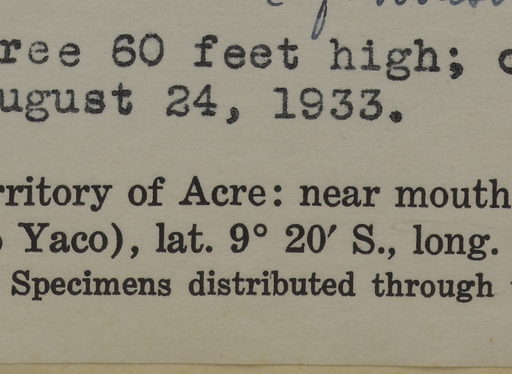 ree 60 feet high; c
ugust 24, 1933.
rritory of Acre: near mouth
Yaco), lat. 9° 20′ S., long.
Specimens distributed through